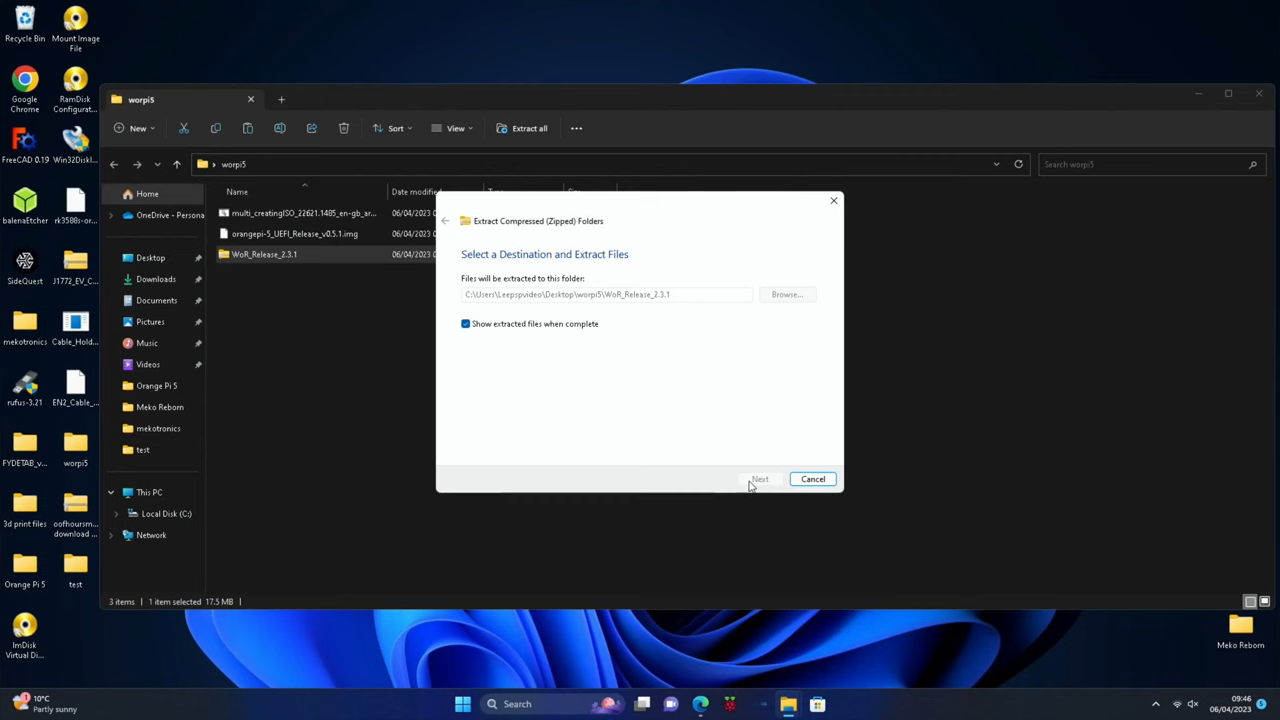 Recycle Bin
Mount Image
File
Google
Chrome
RamDisk
Configurat...
FreeCAD 0.19
Win32DiskI...
balenaEtcher
rk3588s-or...
SideQuest
J1772_EV_C...
mekotronics
Cable_Hold...
rufus-3.21
EN2_Cable_...
FYDETAB_v...
worpi5
3d print files
oofhoursm...
download ...
Orange Pi 5
test
ImDisk
Virtual Di...
worpi5
New
Sort
View
Extract all
worpi5
Search worpi5
Home
OneDrive - Persona
Desktop
Downloads
Documents
Pictures
Music
Videos
Orange Pi 5
Meko Reborn
mekotronics
test
This PC
Local Disk (C:)
Network
Name
Date modified
multi_creatingISO_22621.1485_en-gb_ar...
06/04/2023 0
orangepi-5_UEFI_Release_v0.5.1.img
06/04/2023 0
WoR_Release_2.3.1
06/04/2023 0
Extract Compressed (Zipped) Folders
Select a Destination and Extract Files
Files will be extracted to this folder:
C:\Users\Leepspvideo\Desktop\worpi5\WoR_Release_2.3.1
Browse...
Show extracted files when complete
Next
Cancel
3 items
1 item selected 17.5 MB
Meko Reborn
1
10°C
Partly sunny
Search
09:46
06/04/2023